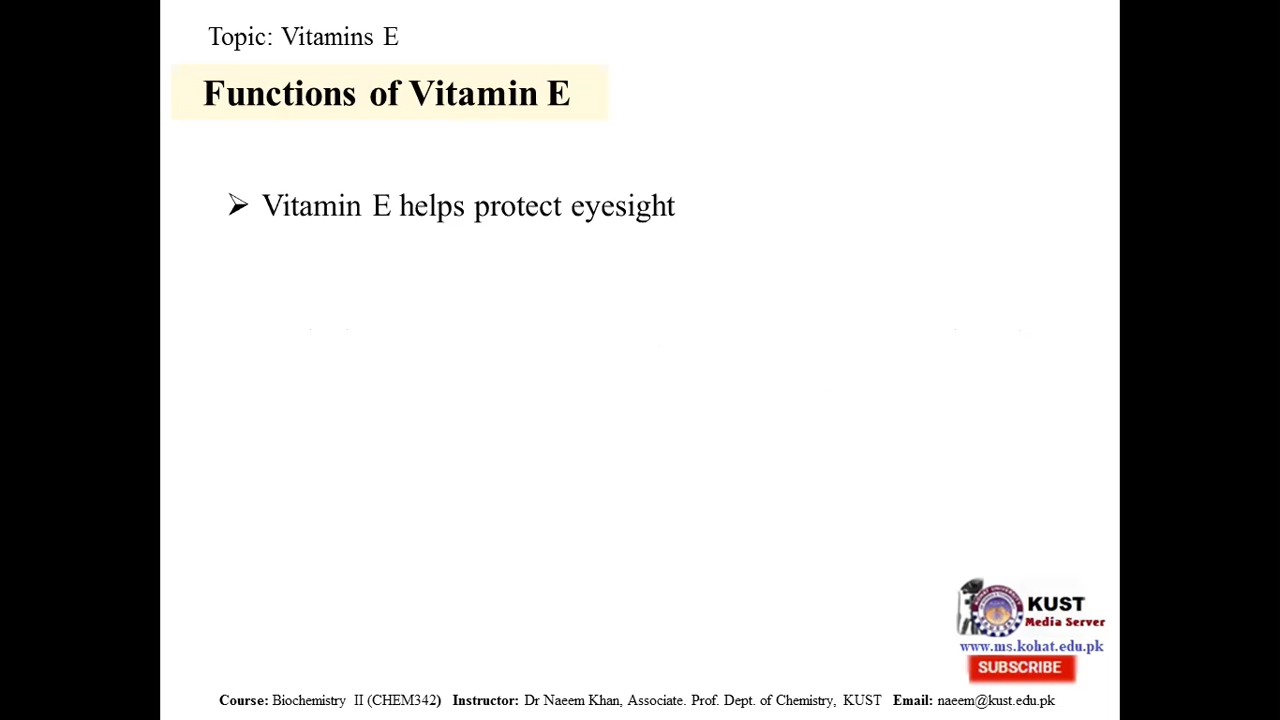 Topic: Vitamins E
Functions of Vitamin E
➢ Vitamin E helps protect eyesight
KUST
Media Server
www.ms.kohat.edu.pk
SUBSCRIBE
Course: Biochemistry II (CHEM342) Instructor: Dr Naeem Khan, Associate. Prof. Dept. of Chemistry, KUST Email: naeem@kust.edu.pk